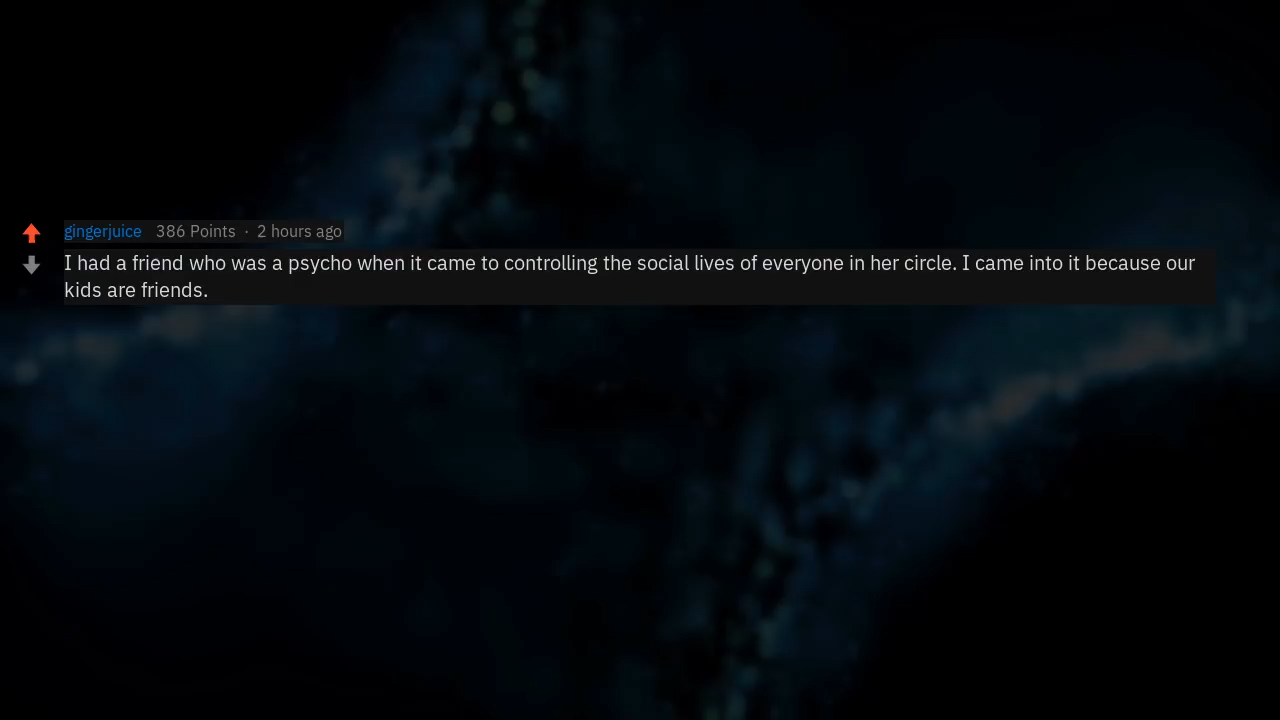 gingerjuice 386 Points · 2 hours ago
I had a friend who was a psycho when it came to controlling the social lives of everyone in her circle. I came into it because our
kids are friends.